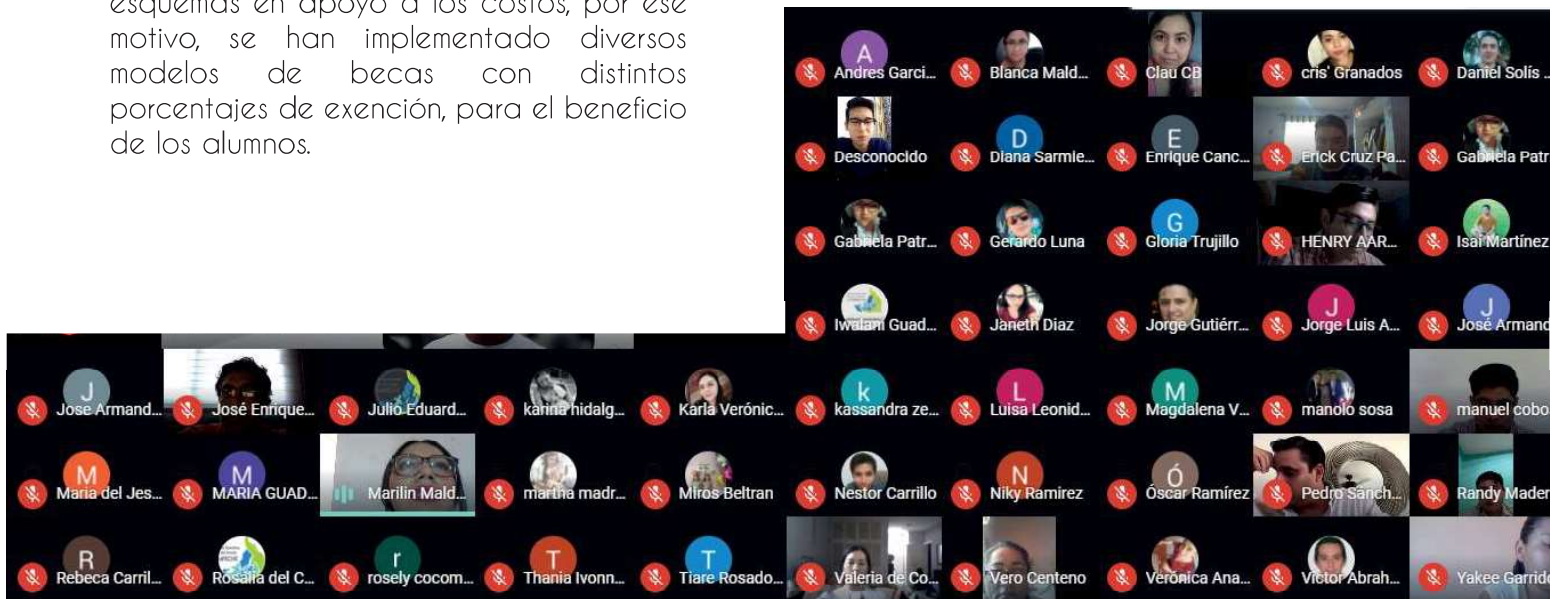 esquemas en apoyo a los costos, por ese
motivo, se han implementado diversos
modelos de becas con distintos
porcentajes de exención, para el beneficio
de los alumnos.
A
Andres Garci...
Blanca Mald...
Clau CB
cris' Granados
Daniel Solís
Desconocido
D
Diana Sarmie...
E
Enrique Canc...
Erick Cruz Pa...
Gabriela Patr
Gabriela Patr...
Gerardo Luna
G
Gloria Trujillo
HENRY AAR...
Isaí Martínez
Iwalani Guad...
Janeth Diaz
Jorge Gutiérr...
J
Jorge Luis A...
J
José Armand
J
Jose Armand...
José Enrique...
Julio Eduard...
karina hidalg...
Karla Verónic...
k
kassandra ze...
L
Luisa Leonid...
M
Magdalena V...
manolo sosa
manuel cobo
M
Maria del Jes...
M
MARIA GUAD...
Marilin Mald...
martha madr...
Miros Beltran
Nestor Carrillo
N
Niky Ramirez
Ó
Óscar Ramírez
Pedro Sanch...
Randy Mader
R
Rebeca Carril...
Rosalia del C...
r
rosely cocom...
T
Thania Ivonn...
T
Tiare Rosado...
Valeria de Co...
Vero Centeno
Verónica Ana...
Victor Abrah...
Yakee Garrido